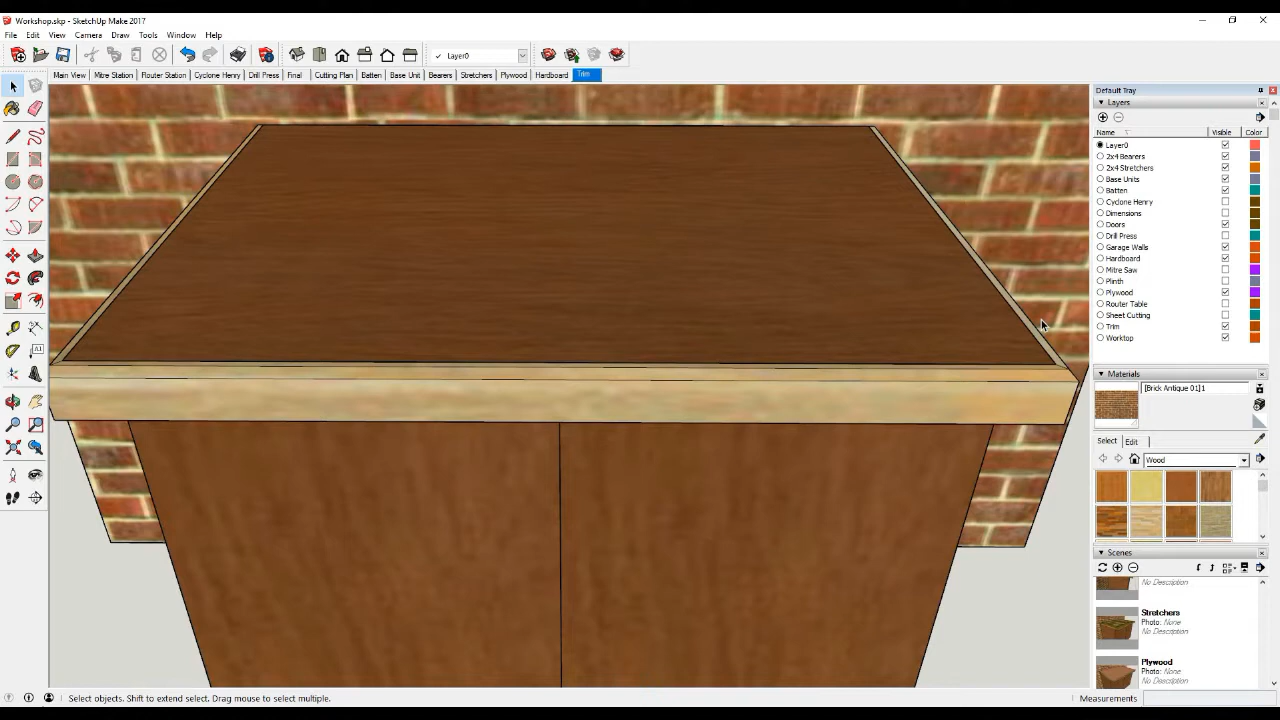 Workshop.skp - SketchUp Make 2017
File Edit View Camera Draw Tools Window Help
Layer0
Main View Mitre Station Router Station Cyclone Henry Drill Press Final Cutting Plan Batten Base Unit Bearers Stretchers Plywood Hardboard Trim
Default Tray
Layers
Name Visible Color
Layer0
2x4 Bearers
2x4 Stretchers
Base Units
Batten
Cyclone Henry
Dimensions
Doors
Drill Press
Garage Walls
Hardboard
Mitre Saw
Plinth
Plywood
Router Table
Sheet Cutting
Trim
Worktop
Materials
[Brick Antique 01]1
Select Edit
Wood
Scenes
No Description
Stretchers
Photo: None
No Description
Plywood
Photo: None
No Description
Select objects. Shift to extend select. Drag mouse to select multiple.
Measurements